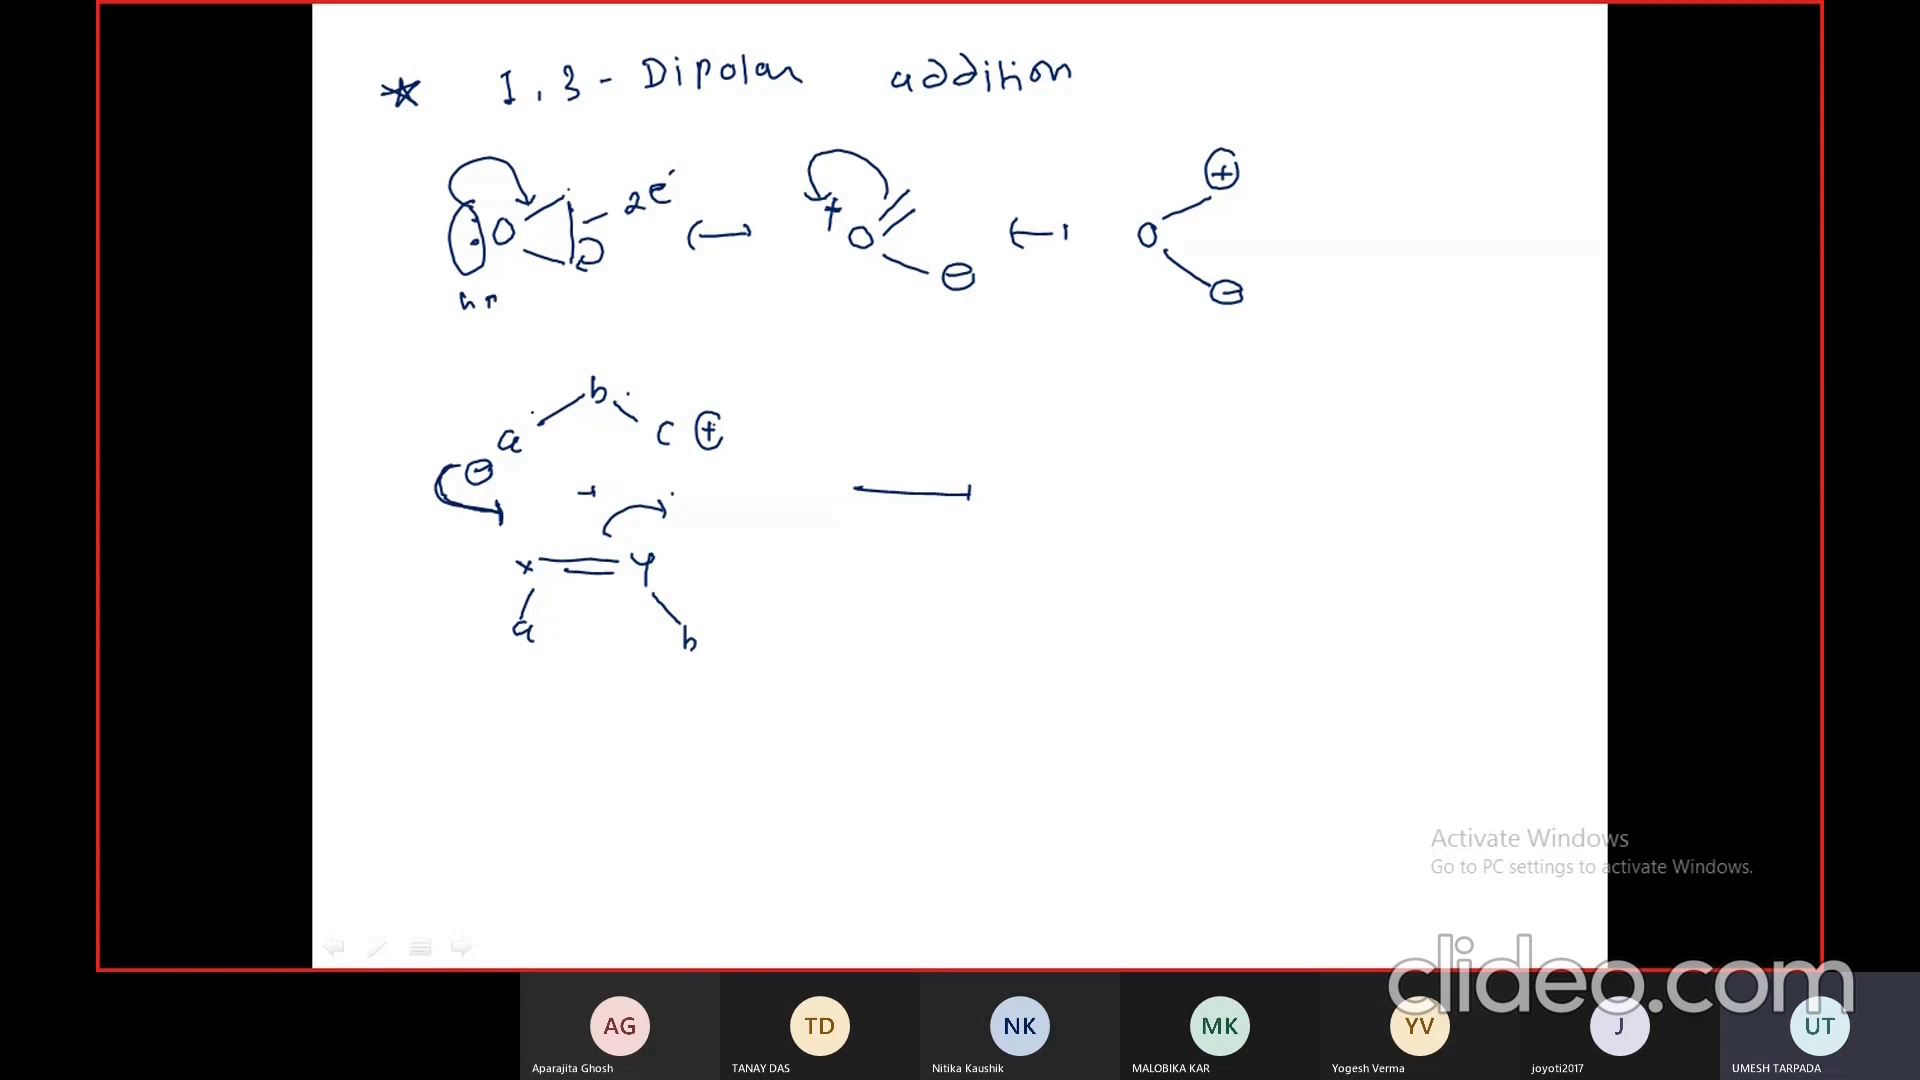 * 1,3-Dipolar addition
O 2e⁻ ↔ + O ⊖ ↔ O ⊕ ⊖
b
a c ⊕
⊖
+
x = Y
a b
Activate Windows
Go to PC settings to activate Windows.
clideo.com
AG TD NK MK YV J UT
Aparajita Ghosh TANAY DAS Nitika Kaushik MALOBIKA KAR Yogesh Verma joyoti2017 UMESH TARPADA